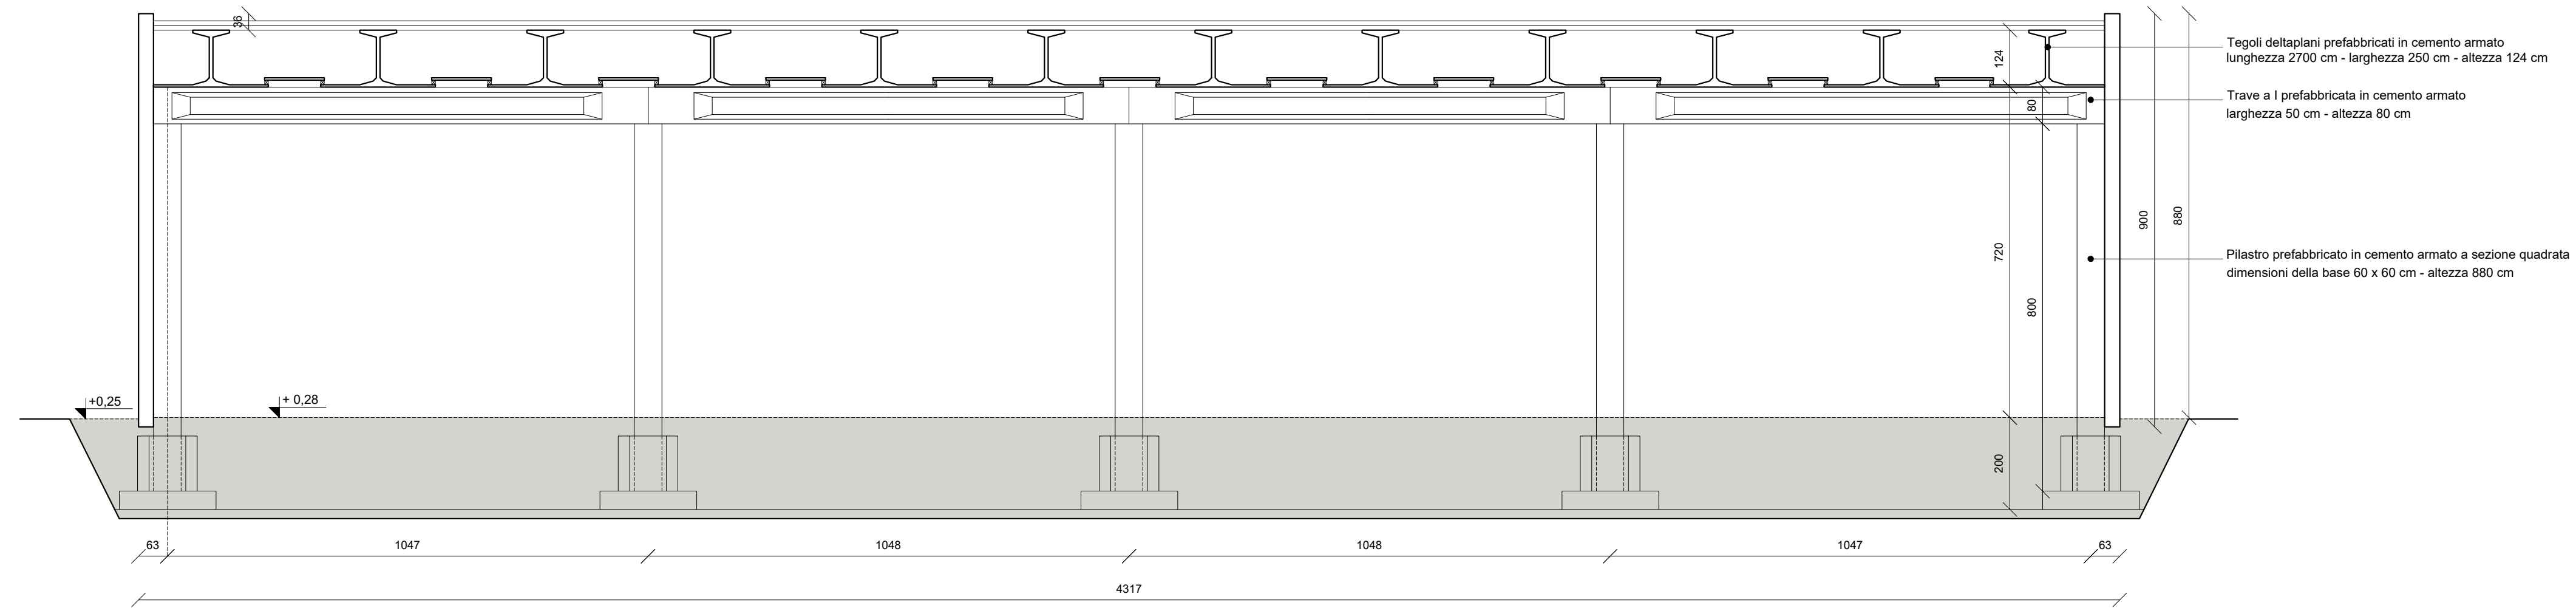 36
Tegoli deltaplani prefabbricati in cemento armato
lunghezza 2700 cm - larghezza 250 cm - altezza 124 cm
124
Trave a I prefabbricata in cemento armato
larghezza 50 cm - altezza 80 cm
80
900
880
720
Pilastro prefabbricato in cemento armato a sezione quadrata
dimensioni della base 60 x 60 cm - altezza 880 cm
800
+0,25
+ 0,28
200
63
1047
1048
1048
1047
63
4317